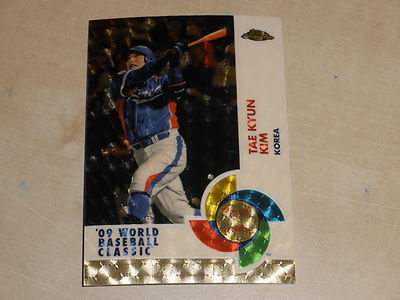 TAE KYUN
KIM
KOREA
'09 WORLD
BASEBALL
CLASSIC